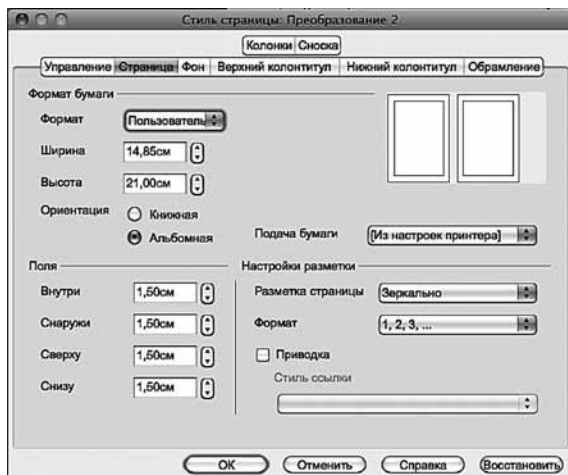 Стиль страницы: Преобразование 2
Колонки Сноска
Управление Страница Фон Верхний колонтитул Нижний колонтитул Обрамление
Формат бумаги
Формат Пользователь
Ширина 14,85см
Высота 21,00см
Ориентация Книжная
Альбомная Подача бумаги [Из настроек принтера]
Поля Настройки разметки
Внутри 1,50см Разметка страницы Зеркально
Снаружи 1,50см Формат 1, 2, 3, ...
Сверху 1,50см Приводка
Стиль ссылки
Снизу 1,50см
ОК Отменить Справка Восстановить